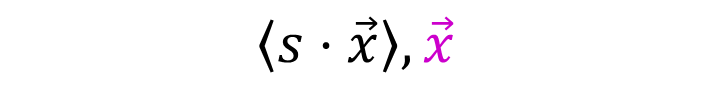 ⟨s · x⃗⟩, x⃗